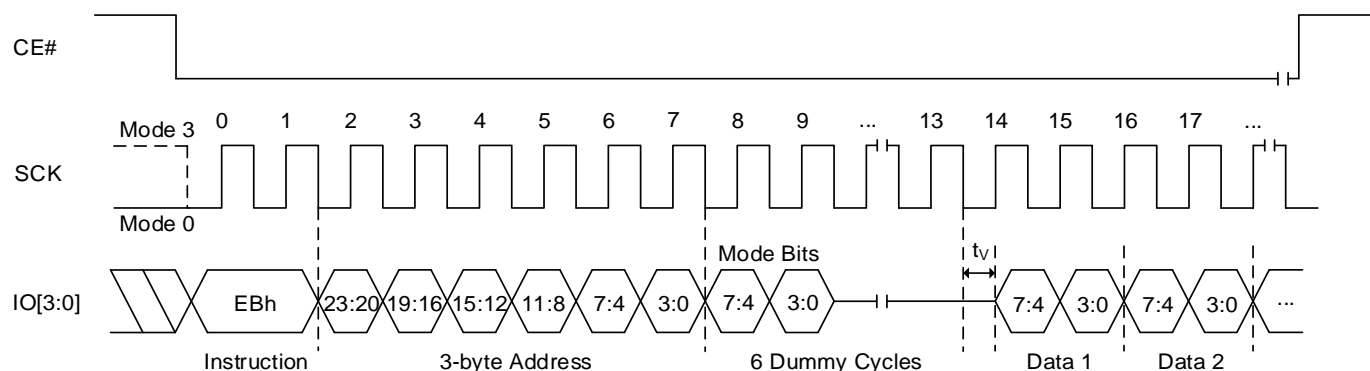 CE#
0 1 2 3 4 5 6 7 8 9 ... 13 14 15 16 17 ...
Mode 3
SCK
Mode 0
Mode Bits tV
IO[3:0] EBh 23:20 19:16 15:12 11:8 7:4 3:0 7:4 3:0 7:4 3:0 7:4 3:0 ...
Instruction 3-byte Address 6 Dummy Cycles Data 1 Data 2